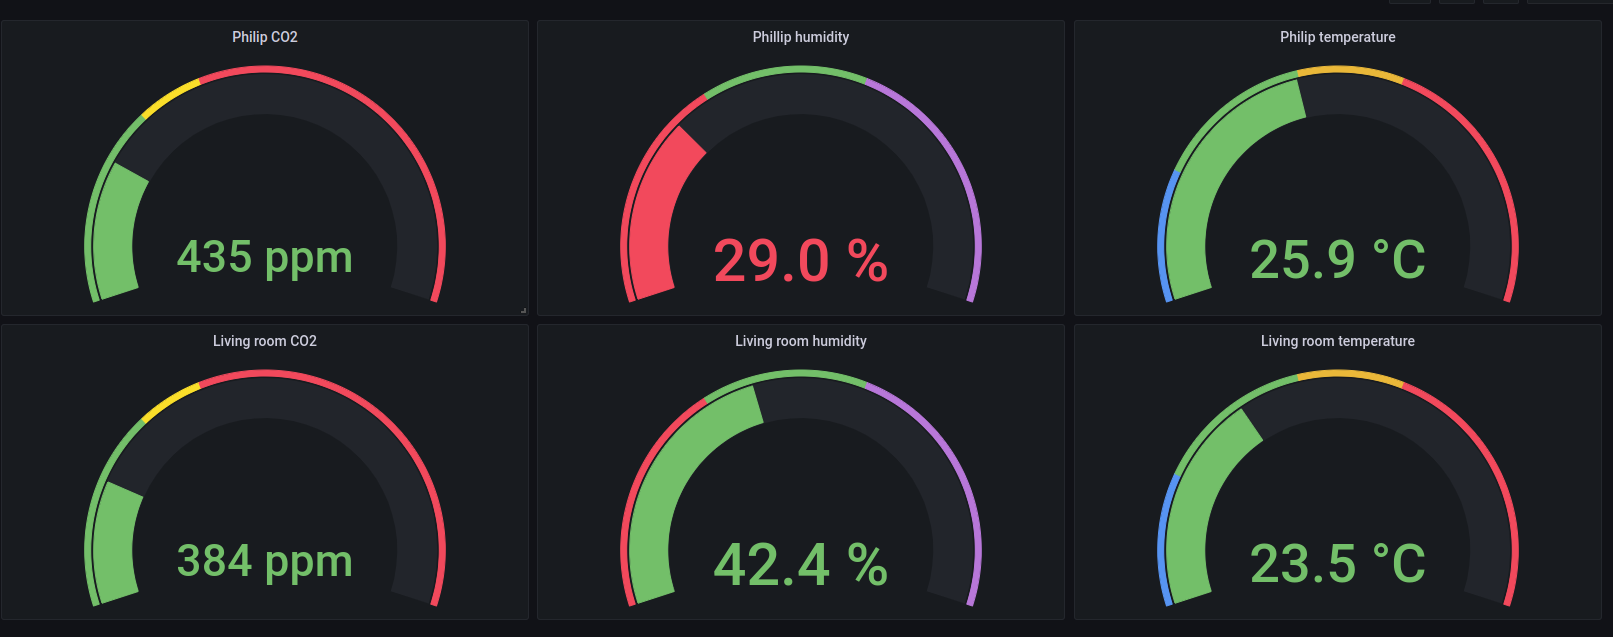 Philip CO2
Phillip humidity
Philip temperature
435 ppm
29.0 %
25.9 °C
Living room CO2
Living room humidity
Living room temperature
384 ppm
42.4 %
23.5 °C